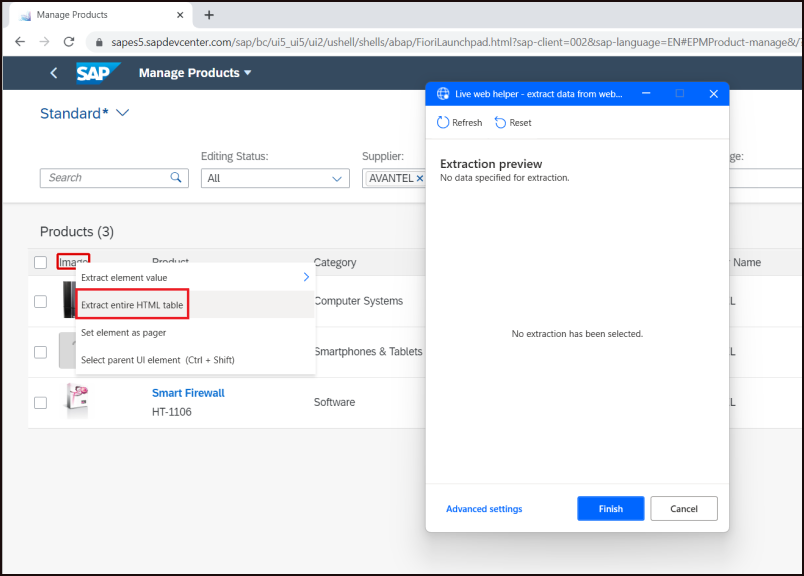 Manage Products
sapes5.sapdevcenter.com/sap/bc/ui5_ui5/ui2/ushell/shells/abap/FioriLaunchpad.html?sap-client=002&sap-language=EN#EPMProduct-manage&/
SAP Manage Products
Standard*
Editing Status: Supplier: ge:
Search All AVANTEL
Products (3)
Image Product Category Name
Computer Systems L
Smartphones & Tablets L
Smart Firewall
HT-1106
Software L
Extract element value
Extract entire HTML table
Set element as pager
Select parent UI element (Ctrl + Shift)
Live web helper - extract data from web...
Refresh Reset
Extraction preview
No data specified for extraction.
No extraction has been selected.
Advanced settings Finish Cancel